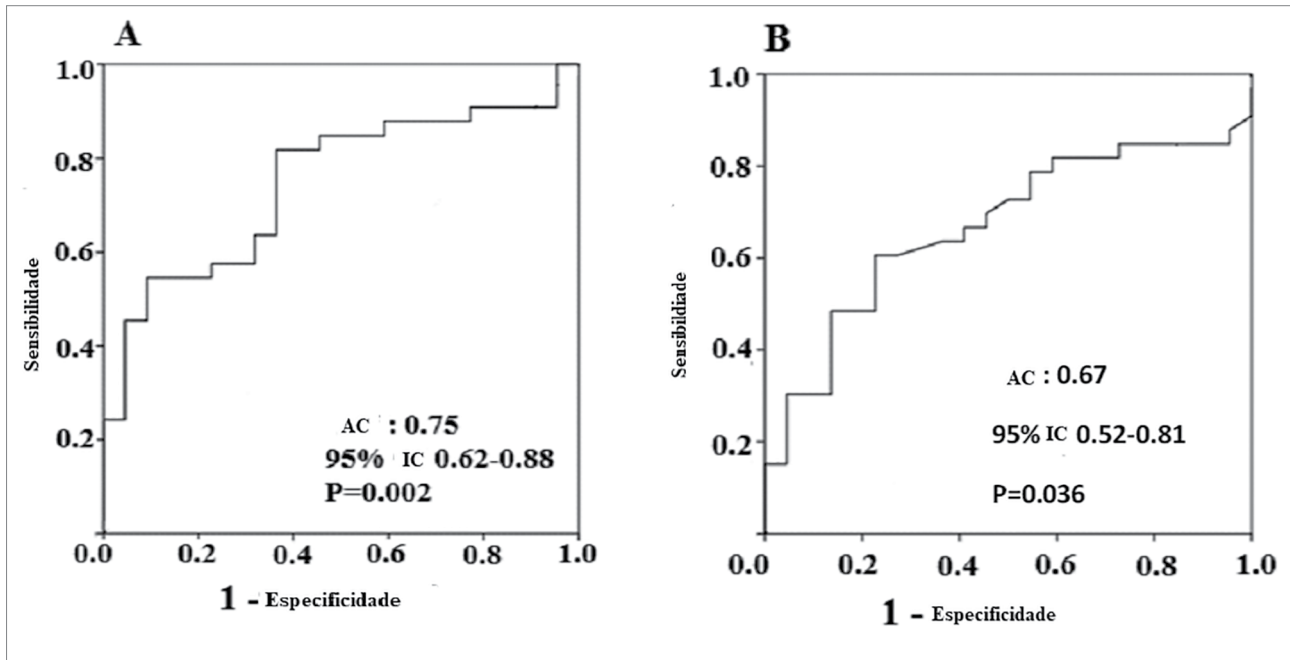 A
1.0
0.8
0.6
0.4
0.2
Sensibilidade
AC : 0.75
95% IC 0.62-0.88
P=0.002
0.0 0.2 0.4 0.6 0.8 1.0
1 - Especificidade
B
1.0
0.8
0.6
0.4
0.2
Sensibildiade
AC : 0.67
95% IC 0.52-0.81
P=0.036
0.0 0.2 0.4 0.6 0.8 1.0
1 - Especificidade